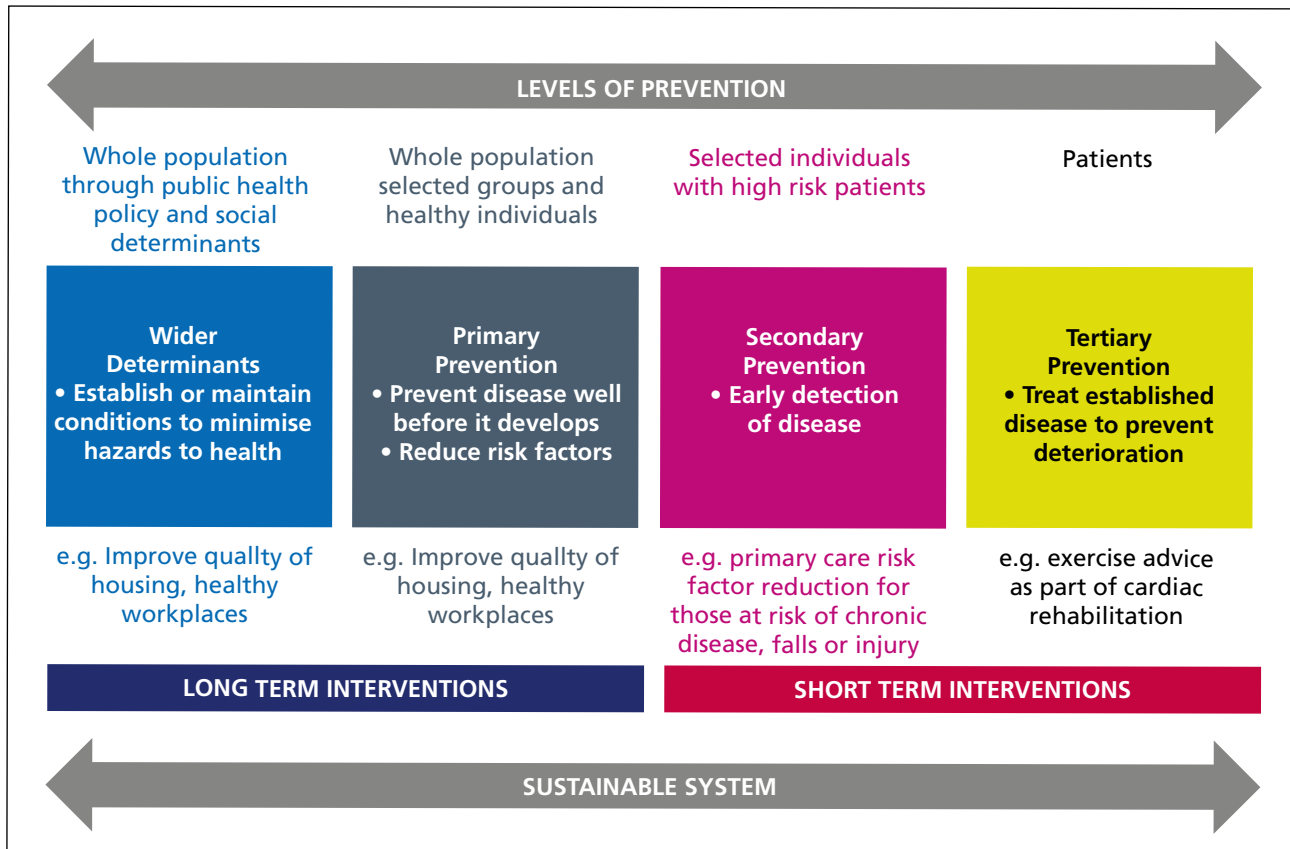 LEVELS OF PREVENTION
Whole population
through public health
policy and social
determinants
Whole population
selected groups and
healthy individuals
Selected individuals
with high risk patients
Patients
Wider
Determinants
• Establish or maintain
conditions to minimise
hazards to health
Primary
Prevention
• Prevent disease well
before it develops
• Reduce risk factors
Secondary
Prevention
• Early detection
of disease
Tertiary
Prevention
• Treat established
disease to prevent
deterioration
e.g. Improve quallty of
housing, healthy
workplaces
e.g. Improve quallty of
housing, healthy
workplaces
e.g. primary care risk
factor reduction for
those at risk of chronic
disease, falls or injury
e.g. exercise advice
as part of cardiac
rehabilitation
LONG TERM INTERVENTIONS
SHORT TERM INTERVENTIONS
SUSTAINABLE SYSTEM